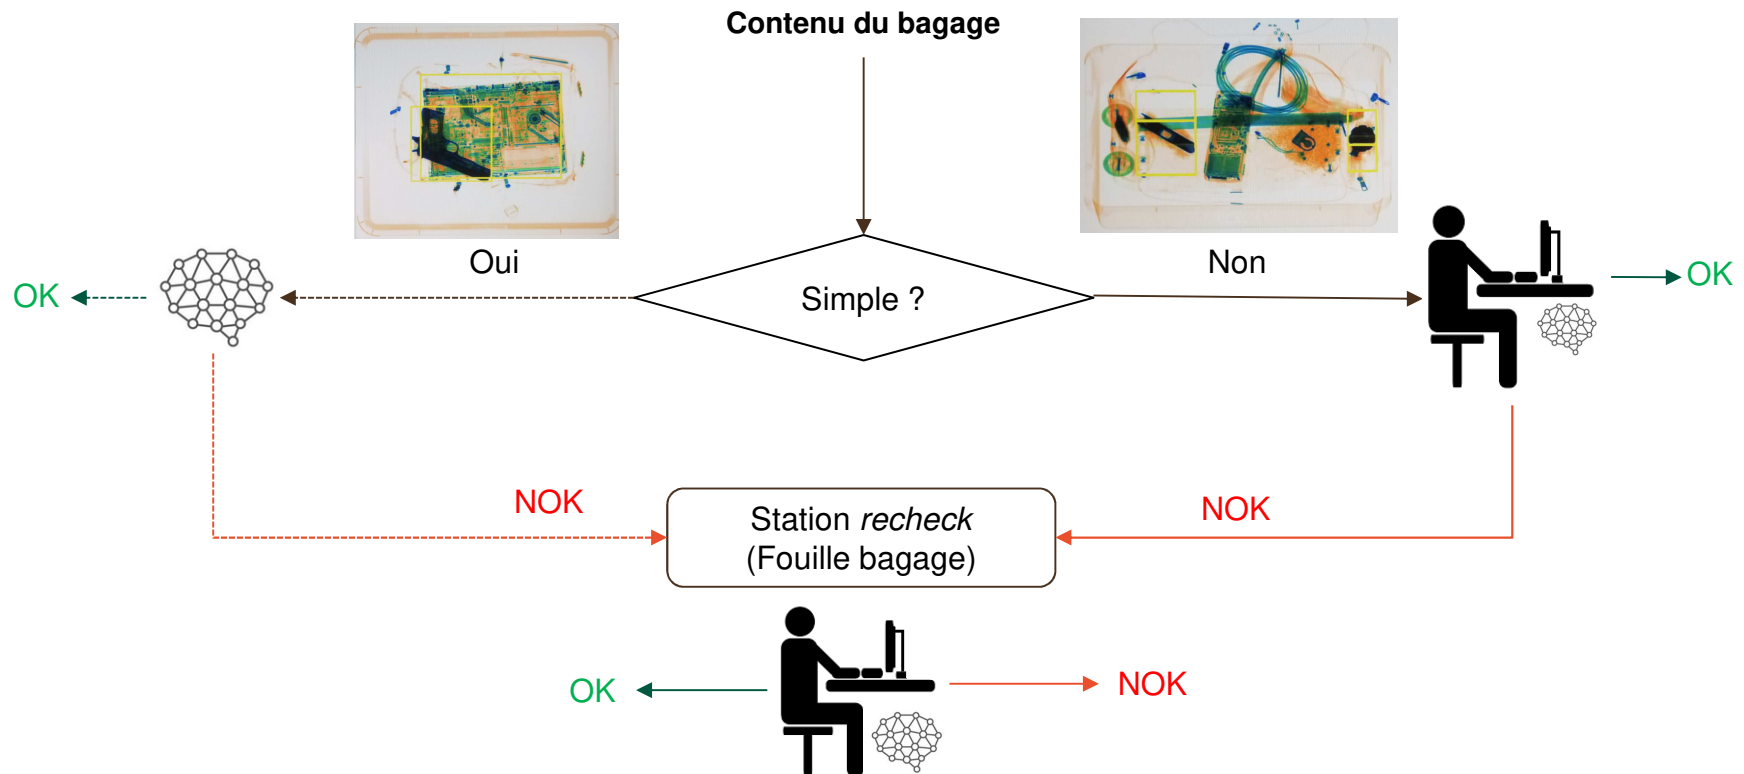 Contenu du bagage
Oui
Non
OK
Simple ?
OK
NOK
Station recheck
(Fouille bagage)
NOK
OK
NOK